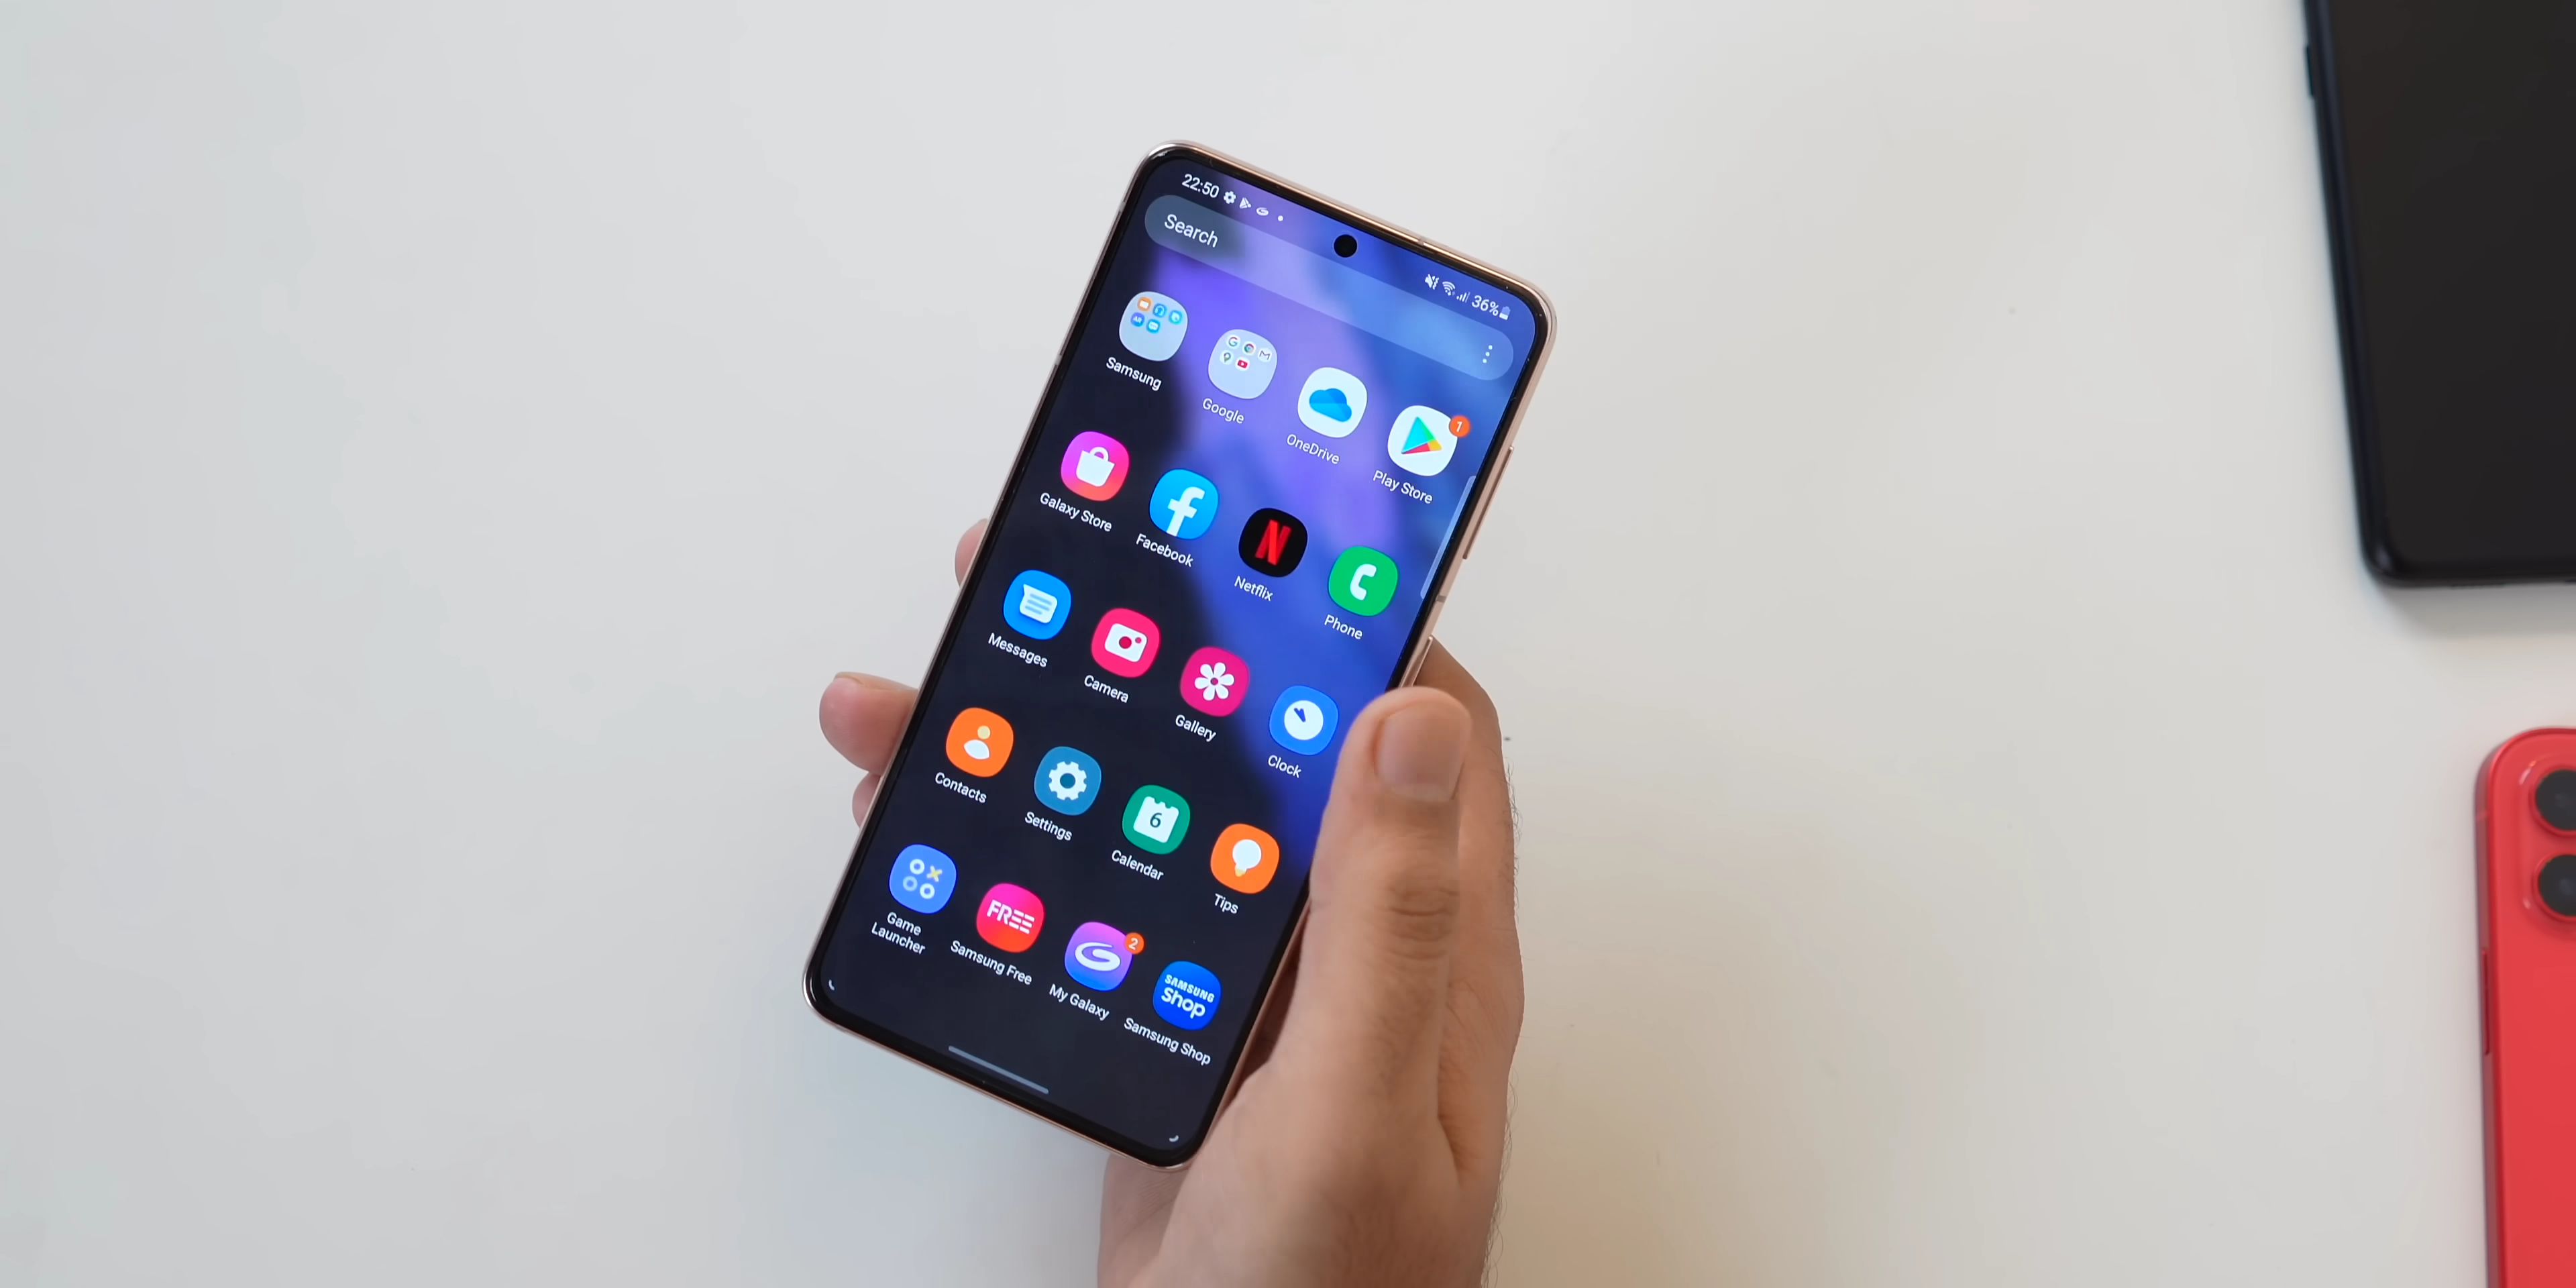 22:50
36%
Search
Samsung
Google
OneDrive
1
Play Store
Galaxy Store
Facebook
Netflix
Phone
Messages
Camera
Gallery
Clock
Contacts
Settings
6
Calendar
Tips
Game
Launcher
FREE
Samsung Free
2
My Galaxy
SAMSUNG
Shop
Samsung Shop